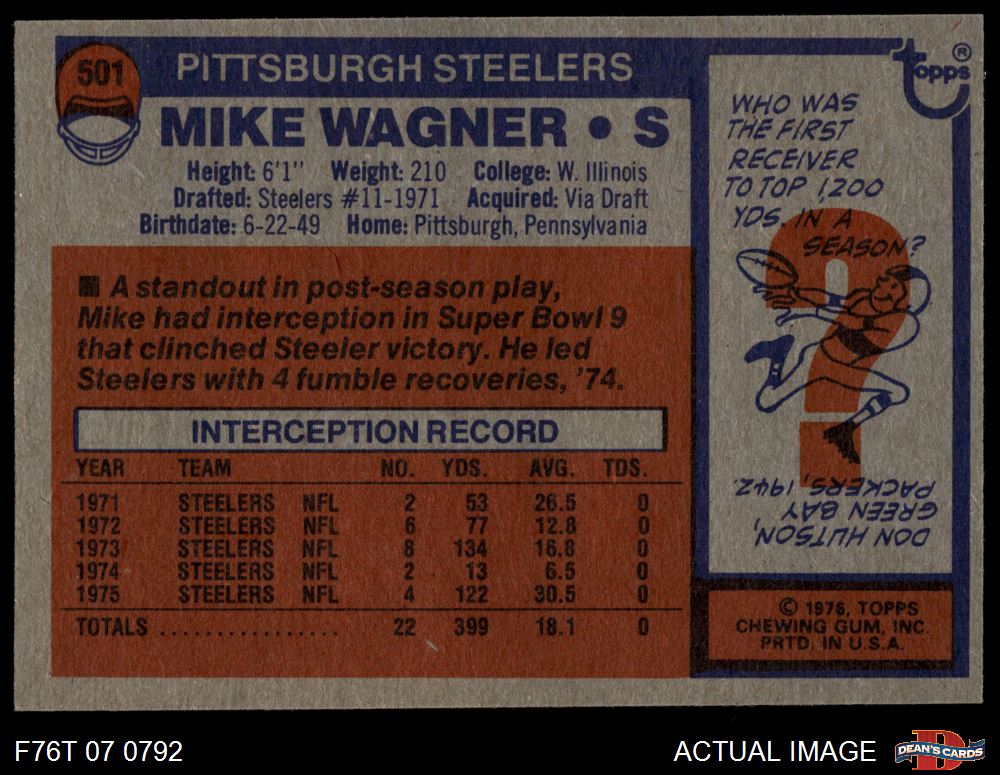 501
PITTSBURGH STEELERS
MIKE WAGNER • S
Height: 6'1'' Weight: 210 College: W. Illinois
Drafted: Steelers #11-1971 Acquired: Via Draft
Birthdate: 6-22-49 Home: Pittsburgh, Pennsylvania
■ A standout in post-season play,
Mike had interception in Super Bowl 9
that clinched Steeler victory. He led
Steelers with 4 fumble recoveries, '74.
INTERCEPTION RECORD
YEAR TEAM NO. YDS. AVG. TDS.
1971 STEELERS NFL 2 53 26.5 0
1972 STEELERS NFL 6 77 12.8 0
1973 STEELERS NFL 8 134 16.8 0
1974 STEELERS NFL 2 13 6.5 0
1975 STEELERS NFL 4 122 30.5 0
TOTALS ................. 22 399 18.1 0
topps®
WHO WAS
THE FIRST
RECEIVER
TO TOP 1,200
YDS. IN A
SEASON?
DON HUTSON,
GREEN BAY
PACKERS, 1942.
© 1976, TOPPS
CHEWING GUM, INC.
PRTD. IN U.S.A.
F76T 07 0792
ACTUAL IMAGE
DEAN'S CARDS